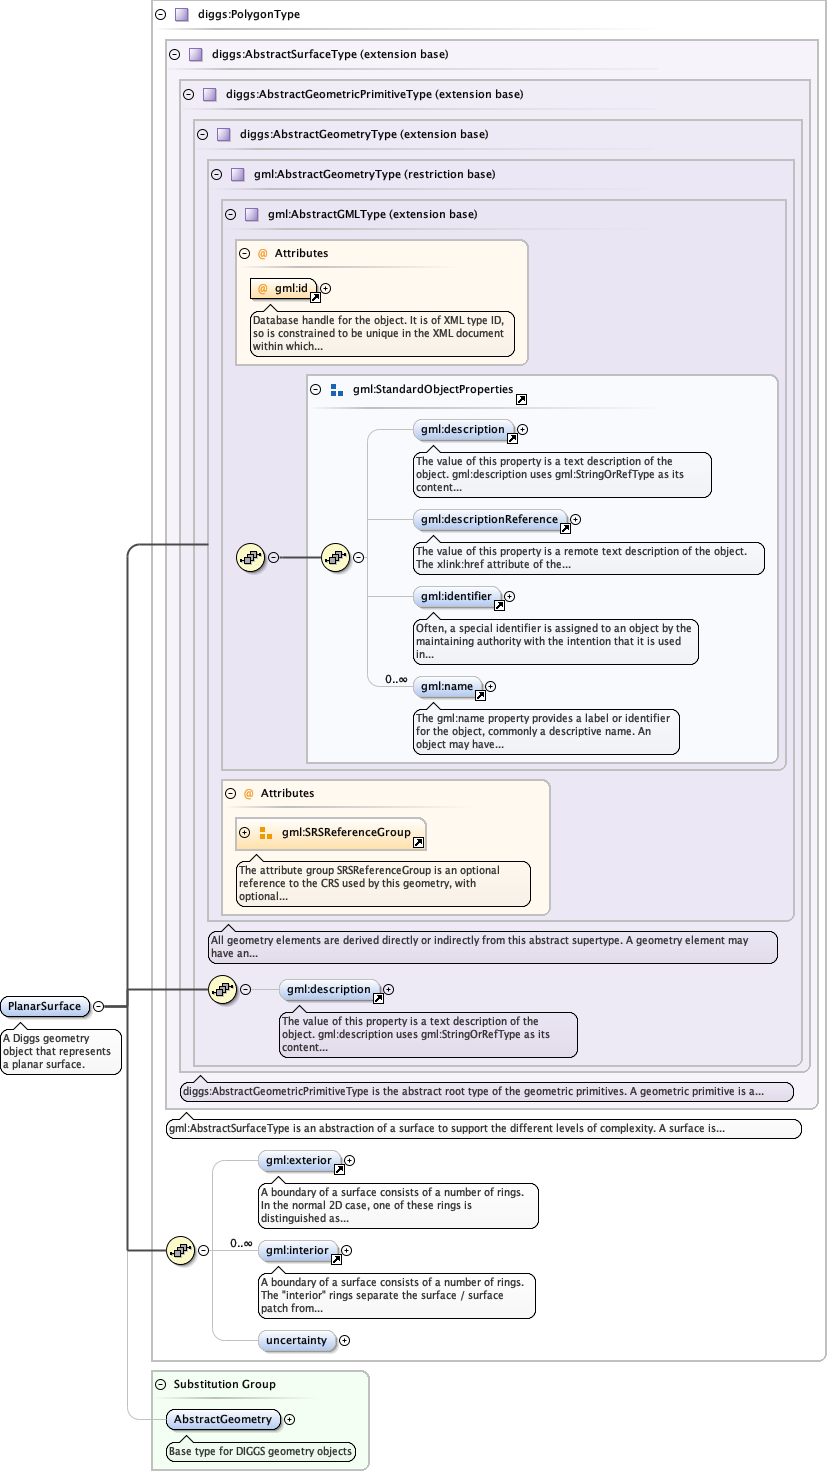 diggs:PolygonType
diggs:AbstractSurfaceType (extension base)
diggs:AbstractGeometricPrimitiveType (extension base)
diggs:AbstractGeometryType (extension base)
gml:AbstractGeometryType (restriction base)
gml:AbstractGMLType (extension base)
@ Attributes
@ gml:id
Database handle for the object. It is of XML type ID,
so is constrained to be unique in the XML document
within which...
gml:StandardObjectProperties
gml:description
The value of this property is a text description of the
object. gml:description uses gml:StringOrRefType as its
content...
gml:descriptionReference
The value of this property is a remote text description of the object.
The xlink:href attribute of the...
gml:identifier
Often, a special identifier is assigned to an object by the
maintaining authority with the intention that it is used
in...
0..∞
gml:name
The gml:name property provides a label or identifier
for the object, commonly a descriptive name. An
object may have...
@ Attributes
gml:SRSReferenceGroup
The attribute group SRSReferenceGroup is an optional
reference to the CRS used by this geometry, with
optional...
All geometry elements are derived directly or indirectly from this abstract supertype. A geometry element may
have an...
gml:description
The value of this property is a text description of the
object. gml:description uses gml:StringOrRefType as its
content...
PlanarSurface
A Diggs geometry
object that represents
a planar surface.
diggs:AbstractGeometricPrimitiveType is the abstract root type of the geometric primitives. A geometric primitive is a...
gml:AbstractSurfaceType is an abstraction of a surface to support the different levels of complexity. A surface is...
gml:exterior
A boundary of a surface consists of a number of rings.
In the normal 2D case, one of these rings is
distinguished as...
0..∞
gml:interior
A boundary of a surface consists of a number of rings.
The "interior" rings separate the surface / surface
patch from...
uncertainty
Substitution Group
AbstractGeometry
Base type for DIGGS geometry objects